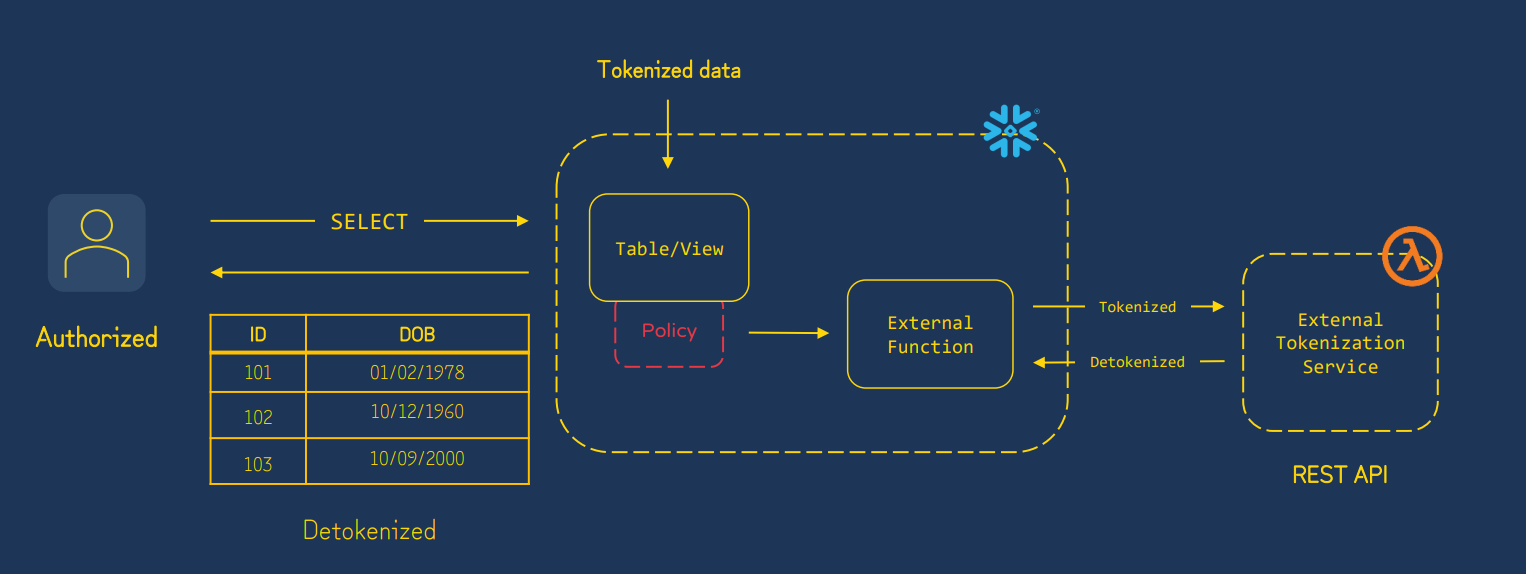 Tokenized data
SELECT
Authorized
ID DOB
101 01/02/1978
102 10/12/1960
103 10/09/2000
Detokenized
Table/View
Policy
External
Function
Tokenized
Detokenized
External
Tokenization
Service
REST API